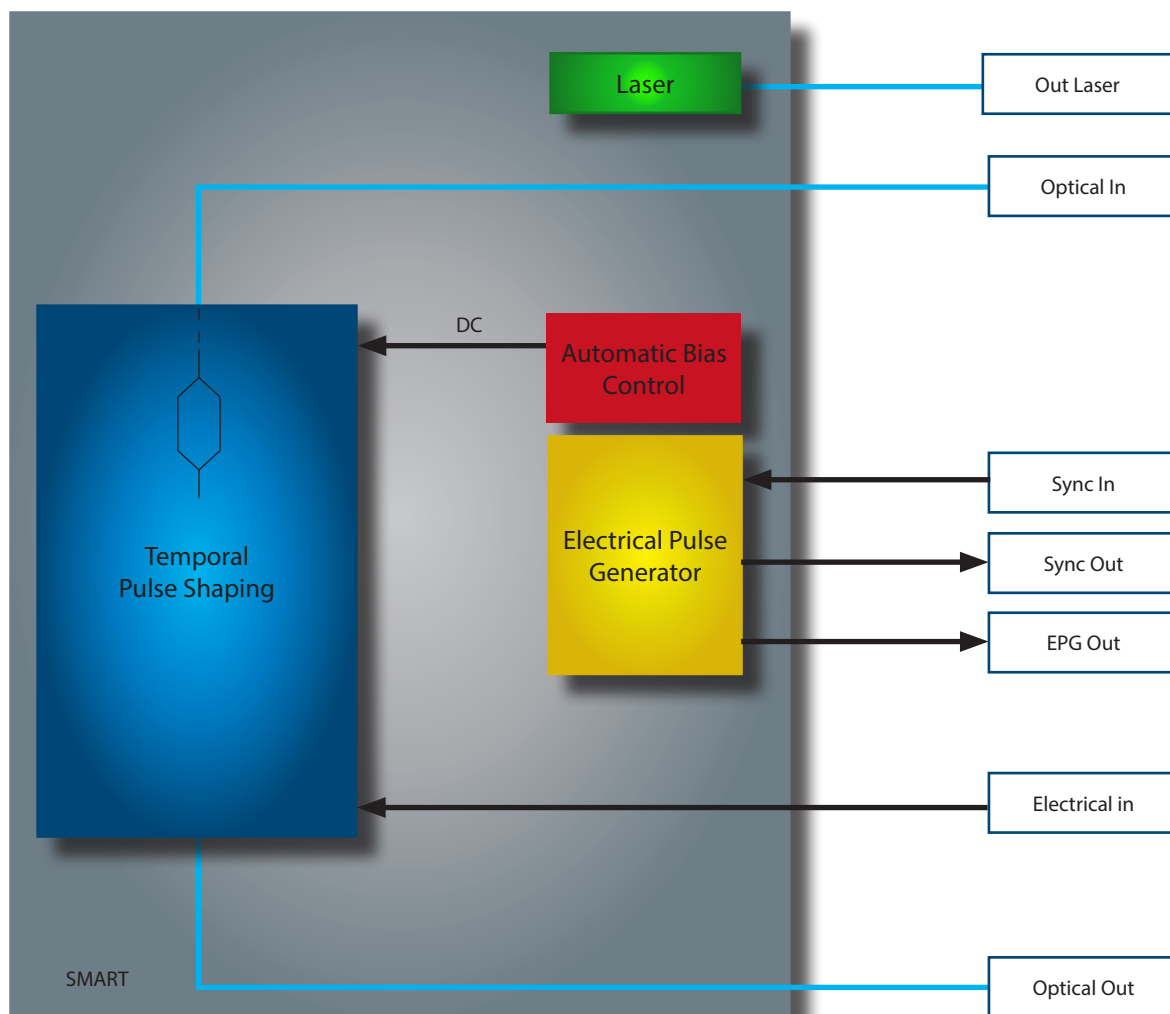 Laser
Out Laser
Optical In
DC
Automatic Bias
Control
Sync In
Electrical Pulse
Generator
Sync Out
Temporal
Pulse Shaping
EPG Out
Electrical in
SMART
Optical Out